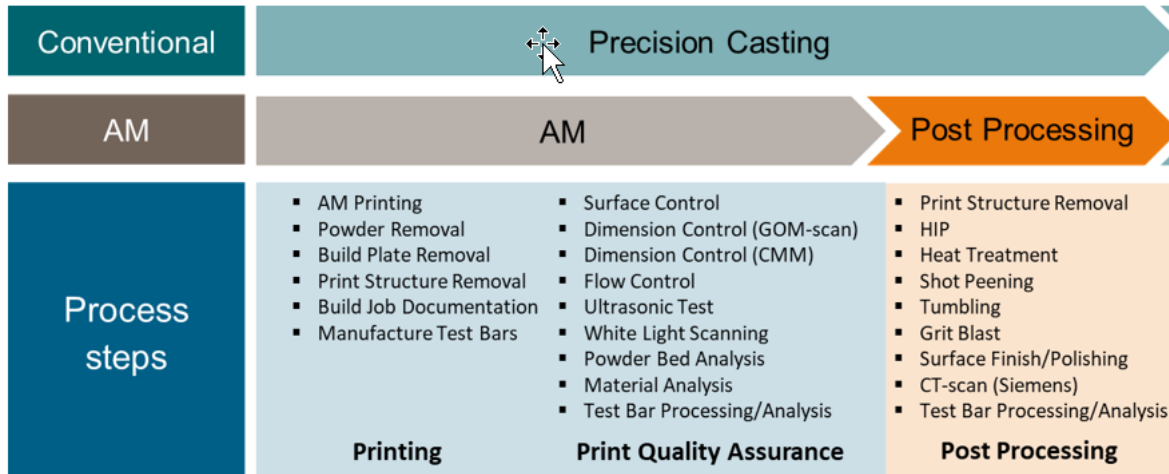 Conventional
Precision Casting
AM
AM
Post Processing
Process
steps
▪ AM Printing
▪ Powder Removal
▪ Build Plate Removal
▪ Print Structure Removal
▪ Build Job Documentation
▪ Manufacture Test Bars
Printing
▪ Surface Control
▪ Dimension Control (GOM-scan)
▪ Dimension Control (CMM)
▪ Flow Control
▪ Ultrasonic Test
▪ White Light Scanning
▪ Powder Bed Analysis
▪ Material Analysis
▪ Test Bar Processing/Analysis
Print Quality Assurance
▪ Print Structure Removal
▪ HIP
▪ Heat Treatment
▪ Shot Peening
▪ Tumbling
▪ Grit Blast
▪ Surface Finish/Polishing
▪ CT-scan (Siemens)
▪ Test Bar Processing/Analysis
Post Processing